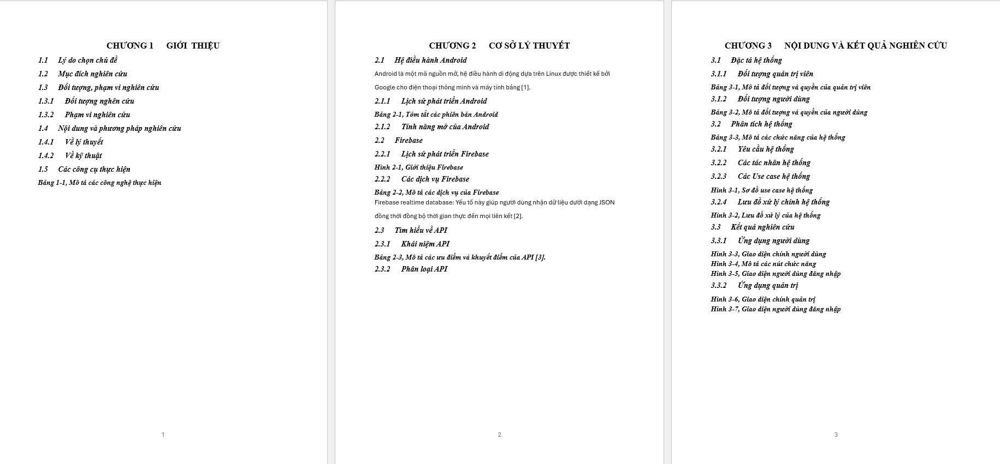 CHƯƠNG 1 GIỚI THIỆU
1.1 Lý do chọn chủ đề
1.2 Mục đích nghiên cứu
1.3 Đối tượng, phạm vi nghiên cứu
1.3.1 Đối tượng nghên cứu
1.3.2 Phạm vi nghiên cứu
1.4 Nội dung và phương pháp nghiên cứu
1.4.1 Về lý thuyết
1.4.2 Về kỹ thuật
1.5 Các công cụ thực hiện
Bảng 1-1, Mô tả các công nghệ thực hiện
1
CHƯƠNG 2 CƠ SỞ LÝ THUYẾT
2.1 Hệ điều hành Android
Android là một mã nguồn mở, hệ điều hành di động dựa trên Linux được thiết kế bởi
Google cho điện thoại thông minh và máy tính bảng [1].
2.1.1 Lịch sử phát triển Android
Bảng 2-1, Tóm tắt các phiên bản Android
2.1.2 Tính năng mở của Android
2.2 Firebase
2.2.1 Lịch sử phát triển Firebase
Hình 2-1, Giới thiệu Firebase
2.2.2 Các dịch vụ Firebase
Bảng 2-2, Mô tả các dịch vụ của Firebase
Firebase realtime database: Yếu tố này giúp người dùng nhận dữ liệu dưới dạng JSON
đồng thời đồng bộ thời gian thực đến mọi liên kết [2].
2.3 Tìm hiểu về API
2.3.1 Khái niệm API
Bảng 2-3, Mô tả các ưu điểm và khuyết điểm của API [3].
2.3.2 Phân loại API
2
CHƯƠNG 3 NỘI DUNG VÀ KẾT QUẢ NGHIÊN CỨU
3.1 Đặc tả hệ thống
3.1.1 Đối tượng quản trị viên
Bảng 3-1, Mô tả đối tượng và quyền của quản trị viên
3.1.2 Đối tượng người dùng
Bảng 3-2, Mô tả đối tượng và quyền của người dùng
3.2 Phân tích hệ thống
Bảng 3-3, Mô tả các chức năng của hệ thống
3.2.1 Yêu cầu hệ thống
3.2.2 Các tác nhân hệ thống
3.2.3 Các Use case hệ thống
Hình 3-1, Sơ đồ use case hệ thống
3.2.4 Lưu đồ xử lý chính hệ thống
Hình 3-2, Lưu đồ xử lý của hệ thống
3.3 Kết quả nghiên cứu
3.3.1 Ứng dụng người dùng
Hình 3-3, Giao diện chính người dùng
Hình 3-4, Mô tả các nút chức năng
Hình 3-5, Giao diện người dùng đăng nhập
3.3.2 Ứng dụng quản trị
Hình 3-6, Giao diện chính quản trị
Hình 3-7, Giao diện người dùng đăng nhập
3